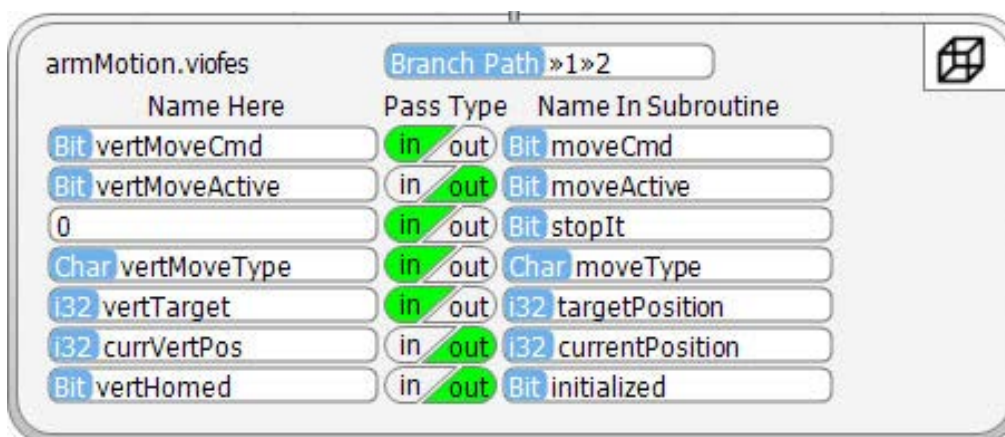 armMotion.viofes Branch Path »1»2
Name Here Pass Type Name In Subroutine
Bit vertMoveCmd in out Bit moveCmd
Bit vertMoveActive in out Bit moveActive
0 in out Bit stopIt
Char vertMoveType in out Char moveType
i32 vertTarget in out i32 targetPosition
i32 currVertPos in out i32 currentPosition
Bit vertHomed in out Bit initialized